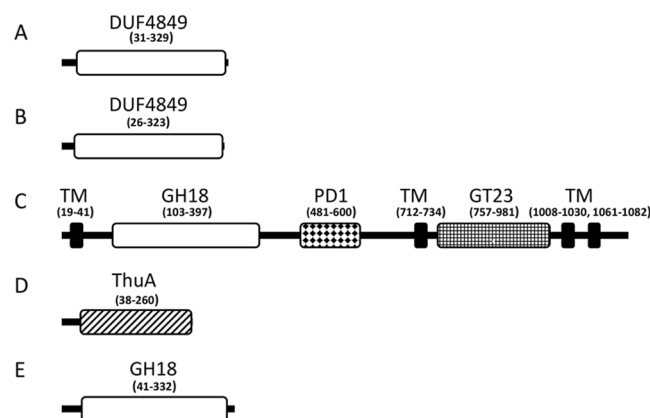 A
DUF4849
(31-329)
B
DUF4849
(26-323)
C
TM GH18 PD1 TM GT23 TM
(19-41) (103-397) (481-600) (712-734) (757-981) (1008-1030, 1061-1082)
D
ThuA
(38-260)
E
GH18
(41-332)